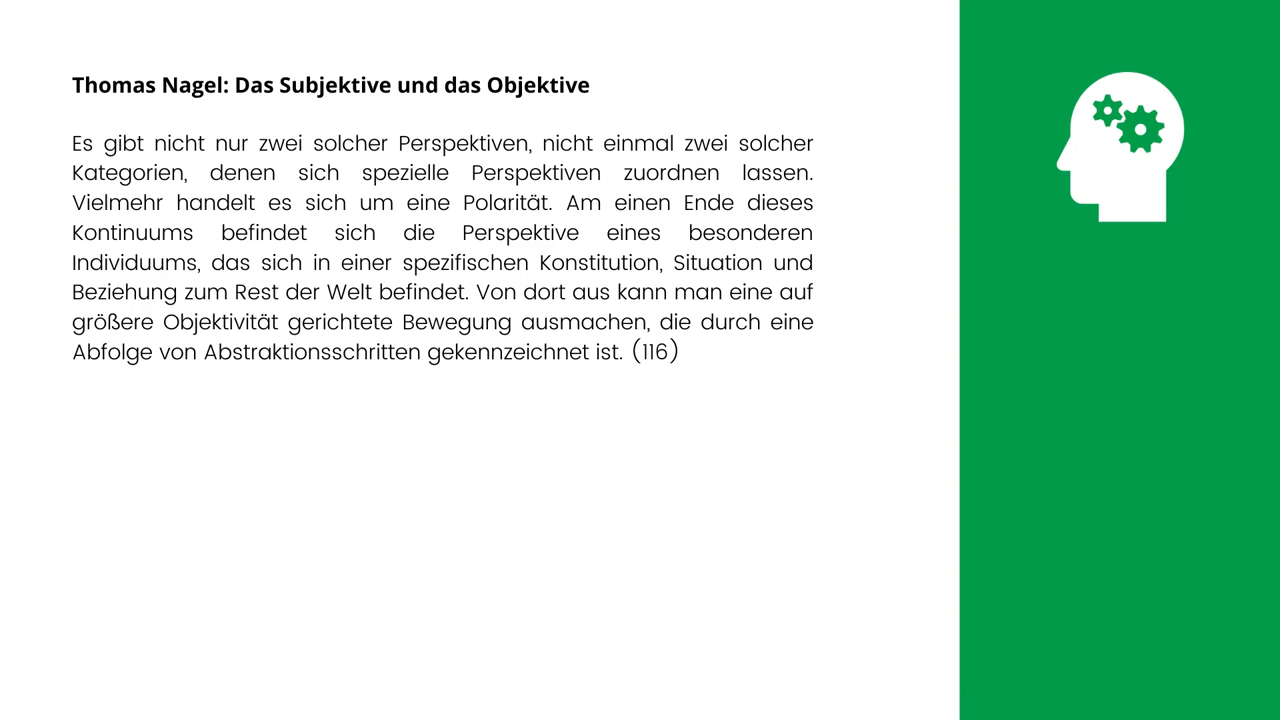 Thomas Nagel: Das Subjektive und das Objektive
Es gibt nicht nur zwei solcher Perspektiven, nicht einmal zwei solcher
Kategorien, denen sich spezielle Perspektiven zuordnen lassen.
Vielmehr handelt es sich um eine Polarität. Am einen Ende dieses
Kontinuums befindet sich die Perspektive eines besonderen
Individuums, das sich in einer spezifischen Konstitution, Situation und
Beziehung zum Rest der Welt befindet. Von dort aus kann man eine auf
größere Objektivität gerichtete Bewegung ausmachen, die durch eine
Abfolge von Abstraktionsschritten gekennzeichnet ist. (116)